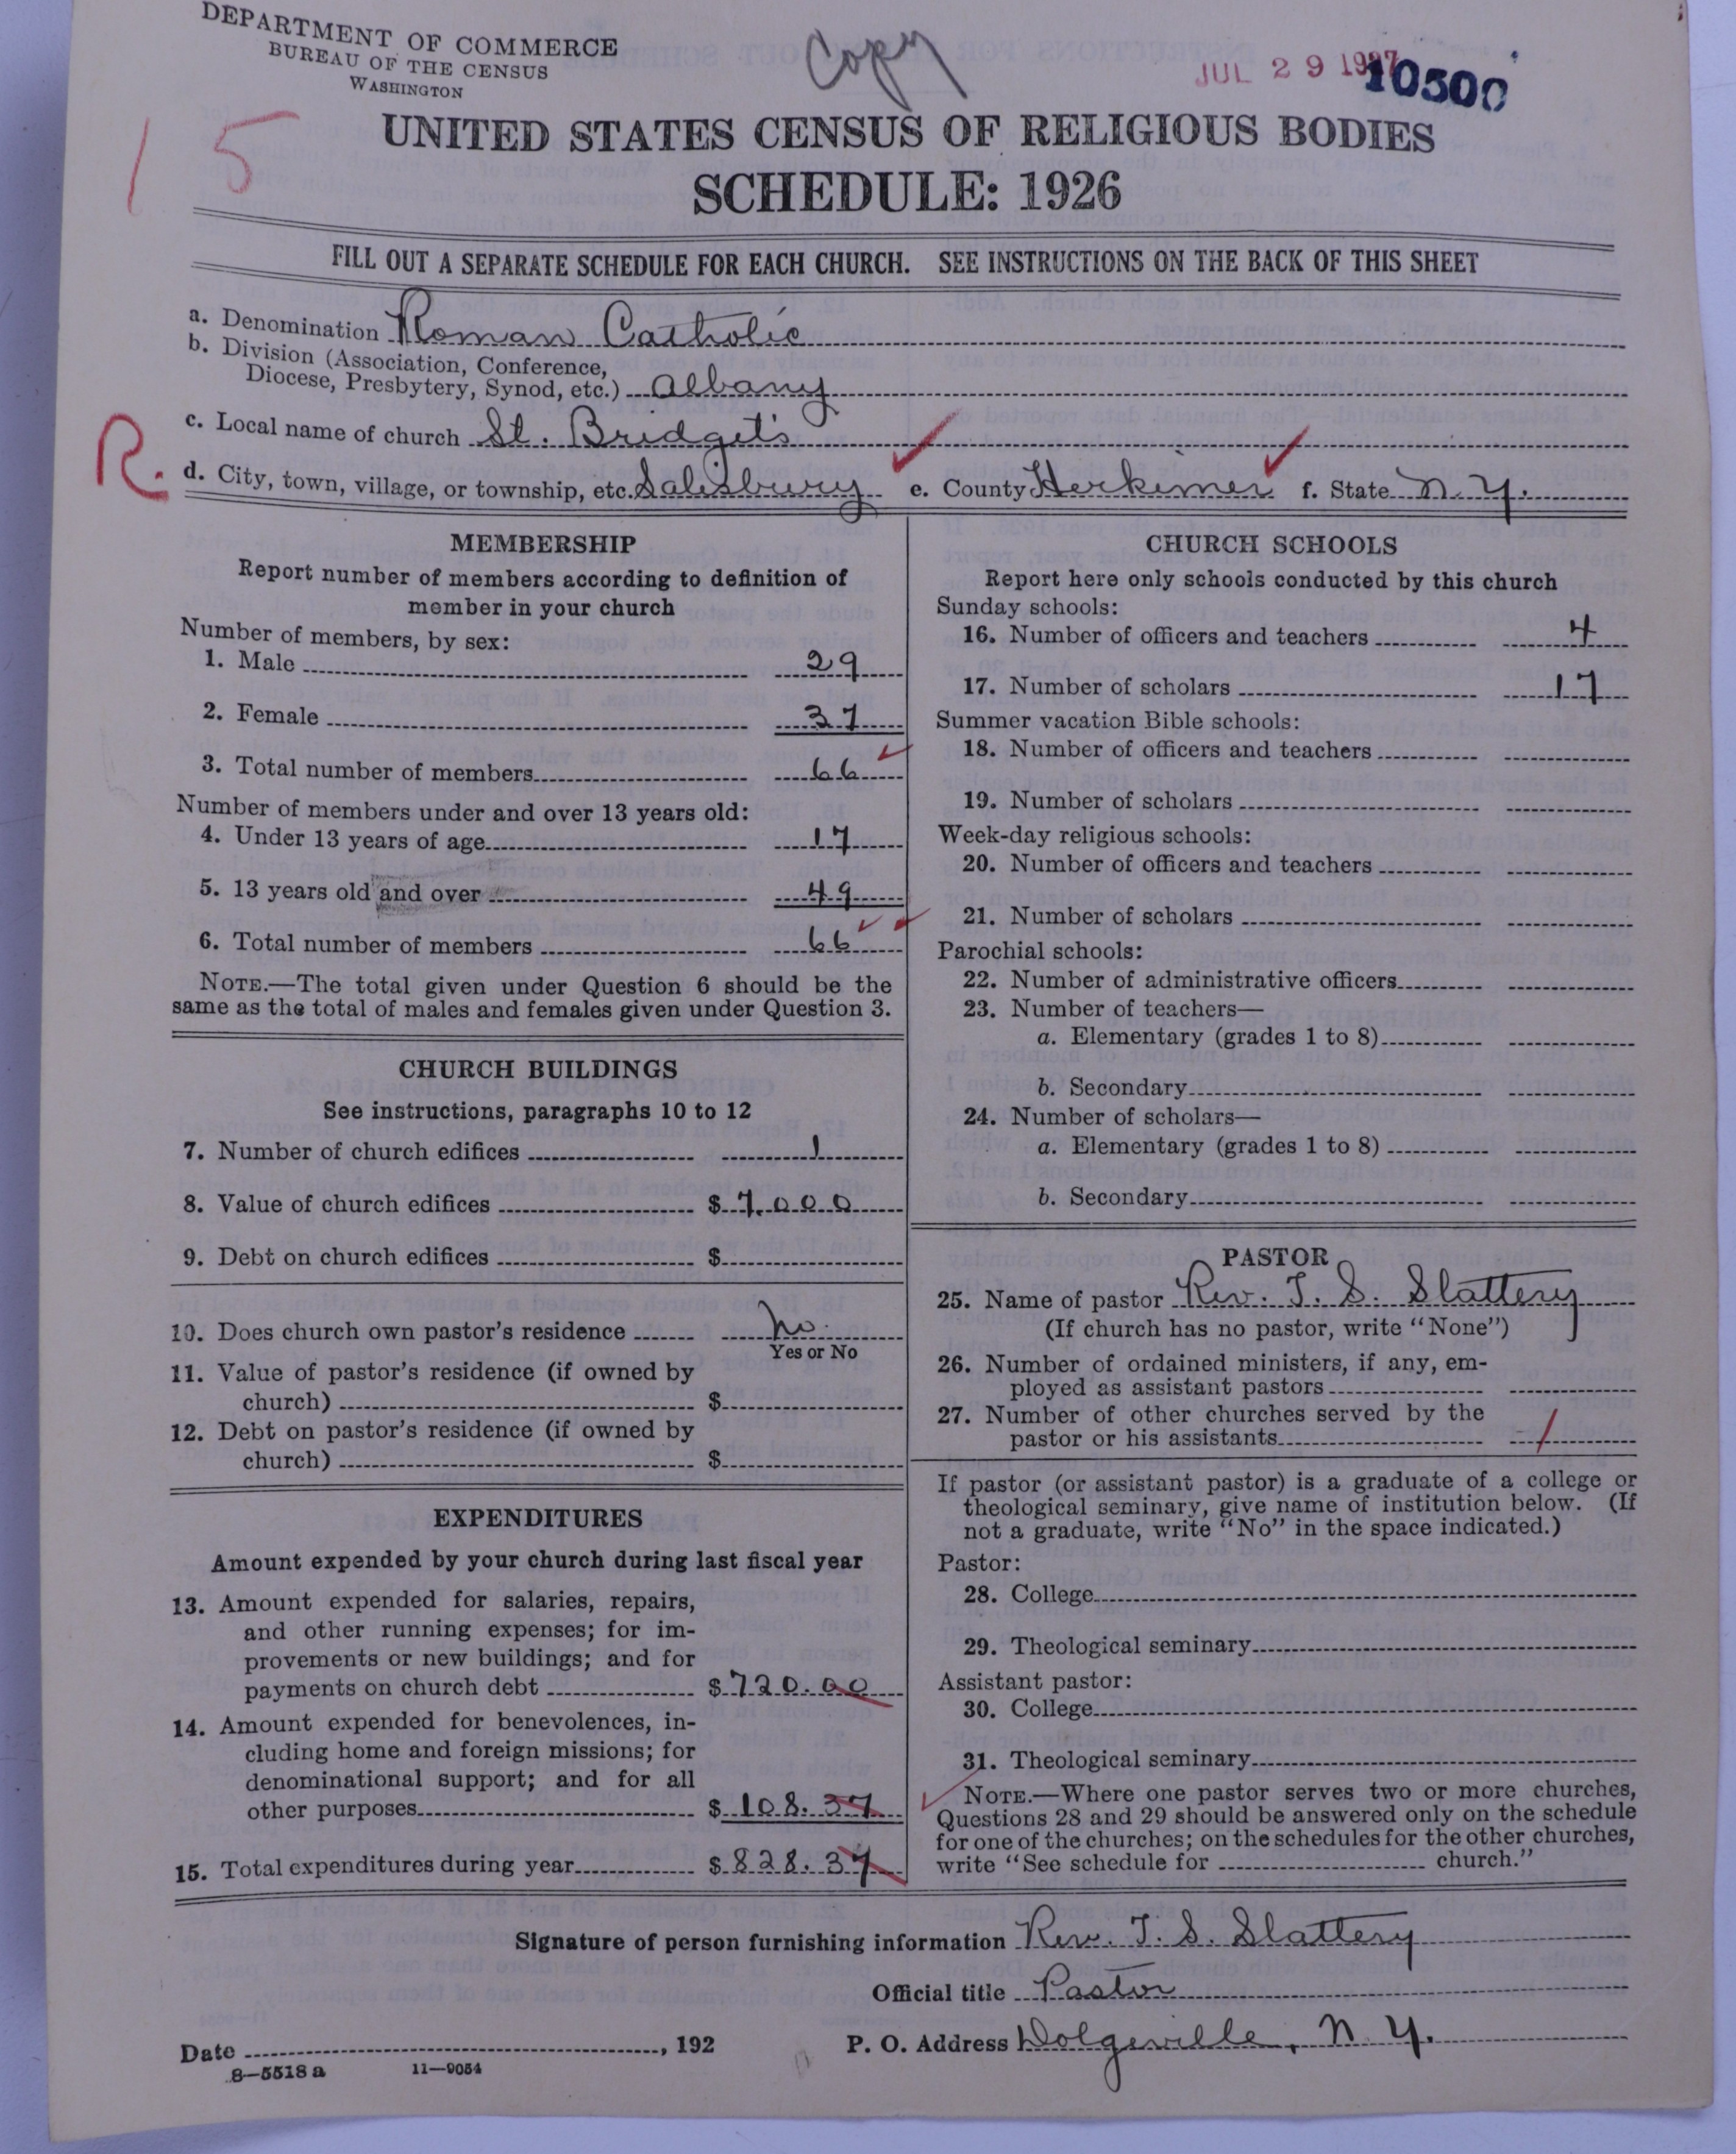 DEPARTMENT OF COMMERCE
BUREAU OF THE CENSUS
WASHINGTON
Copy
JUL 29 1927
10500
15
UNITED STATES CENSUS OF RELIGIOUS BODIES
SCHEDULE: 1926
FILL OUT A SEPARATE SCHEDULE FOR EACH CHURCH. SEE INSTRUCTIONS ON THE BACK OF THIS SHEET
a. Denomination Roman Catholic
b. Division (Association, Conference,
Diocese, Presbytery, Synod, etc.) Albany
c. Local name of church St. Bridget's
R.
d. City, town, village, or township, etc. Salisbury e. County Herkimer f. State N.Y.
MEMBERSHIP
Report number of members according to definition of
member in your church
Number of members, by sex:
1. Male 29
2. Female 37
3. Total number of members 66
Number of members under and over 13 years old:
4. Under 13 years of age 17
5. 13 years old and over 49
6. Total number of members 66
NOTE.—The total given under Question 6 should be the
same as the total of males and females given under Question 3.
CHURCH BUILDINGS
See instructions, paragraphs 10 to 12
7. Number of church edifices 1
8. Value of church edifices $7000
9. Debt on church edifices $
10. Does church own pastor's residence No.
Yes or No
11. Value of pastor's residence (if owned by
church) $
12. Debt on pastor's residence (if owned by
church) $
EXPENDITURES
Amount expended by your church during last fiscal year
13. Amount expended for salaries, repairs,
and other running expenses; for im-
provements or new buildings; and for
payments on church debt $720.00
14. Amount expended for benevolences, in-
cluding home and foreign missions; for
denominational support; and for all
other purposes $108.37
15. Total expenditures during year $828.37
CHURCH SCHOOLS
Report here only schools conducted by this church
Sunday schools:
16. Number of officers and teachers 4
17. Number of scholars 17
Summer vacation Bible schools:
18. Number of officers and teachers
19. Number of scholars
Week-day religious schools:
20. Number of officers and teachers
21. Number of scholars
Parochial schools:
22. Number of administrative officers
23. Number of teachers—
a. Elementary (grades 1 to 8)
b. Secondary
24. Number of scholars—
a. Elementary (grades 1 to 8)
b. Secondary
PASTOR
25. Name of pastor Rev. T. S. Slattery
(If church has no pastor, write "None")
26. Number of ordained ministers, if any, em-
ployed as assistant pastors
27. Number of other churches served by the
pastor or his assistants 1
If pastor (or assistant pastor) is a graduate of a college or
theological seminary, give name of institution below. (If
not a graduate, write "No" in the space indicated.)
Pastor:
28. College
29. Theological seminary
Assistant pastor:
30. College
31. Theological seminary
NOTE.—Where one pastor serves two or more churches,
Questions 28 and 29 should be answered only on the schedule
for one of the churches; on the schedules for the other churches,
write "See schedule for church."
Signature of person furnishing information Rev. T. S. Slattery
Official title Pastor
Date , 192 P. O. Address Dolgeville, N.Y.
8—5518 a 11—9054